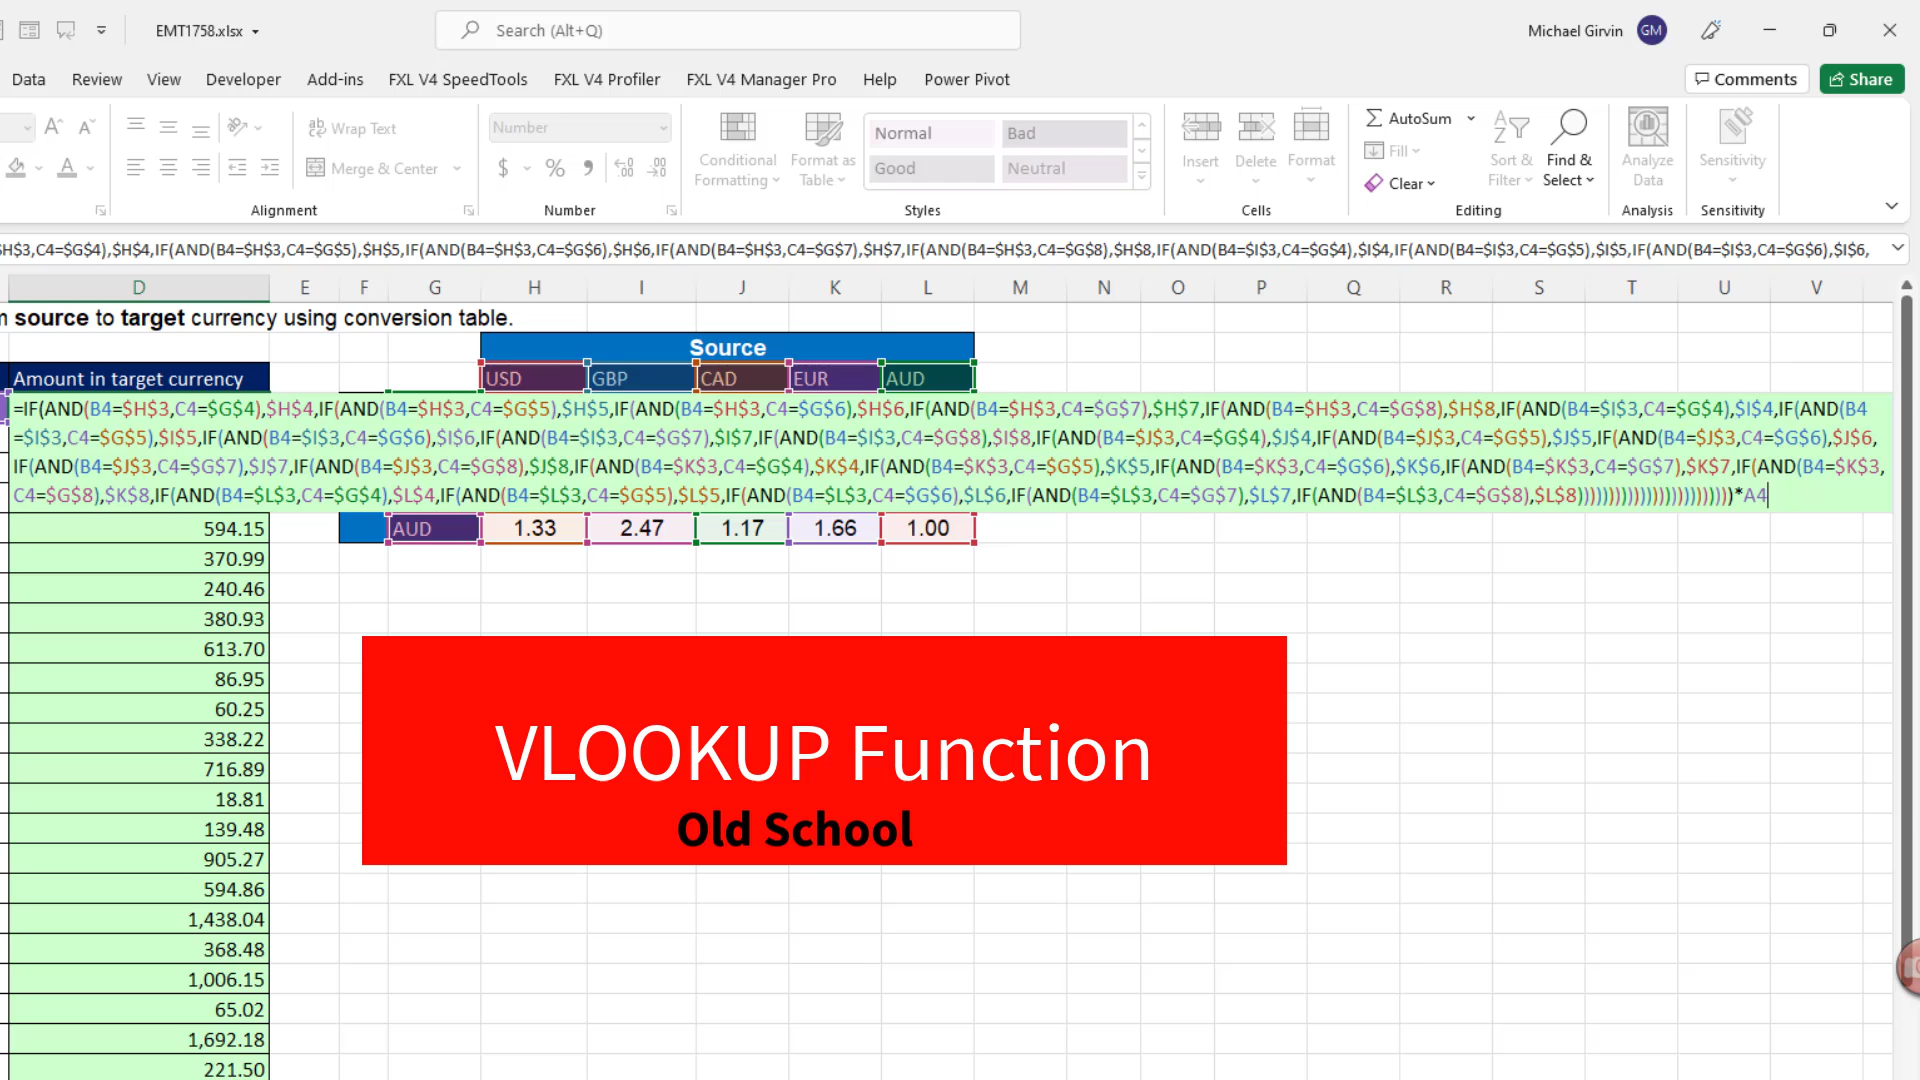 EMT1758.xlsx
Search (Alt+Q)
Michael Girvin
GM
Data Review View Developer Add-ins FXL V4 SpeedTools FXL V4 Profiler FXL V4 Manager Pro Help Power Pivot
Comments
Share
Wrap Text
Merge & Center
Alignment
Number
Number
Conditional Formatting
Format as Table
Normal
Bad
Good
Neutral
Styles
Insert
Delete
Format
Cells
AutoSum
Fill
Clear
Sort & Filter
Find & Select
Editing
Analyze Data
Analysis
Sensitivity
Sensitivity
H$3,C4=$G$4),$H$4,IF(AND(B4=$H$3,C4=$G$5),$H$5,IF(AND(B4=$H$3,C4=$G$6),$H$6,IF(AND(B4=$H$3,C4=$G$7),$H$7,IF(AND(B4=$H$3,C4=$G$8),$H$8,IF(AND(B4=$I$3,C4=$G$4),$I$4,IF(AND(B4=$I$3,C4=$G$5),$I$5,IF(AND(B4=$I$3,C4=$G$6),$I$6,
D E F G H I J K L M N O P Q R S T U V
source to target currency using conversion table.
Source
Amount in target currency
USD GBP CAD EUR AUD
=IF(AND(B4=$H$3,C4=$G$4),$H$4,IF(AND(B4=$H$3,C4=$G$5),$H$5,IF(AND(B4=$H$3,C4=$G$6),$H$6,IF(AND(B4=$H$3,C4=$G$7),$H$7,IF(AND(B4=$H$3,C4=$G$8),$H$8,IF(AND(B4=$I$3,C4=$G$4),$I$4,IF(AND(B4
=$I$3,C4=$G$5),$I$5,IF(AND(B4=$I$3,C4=$G$6),$I$6,IF(AND(B4=$I$3,C4=$G$7),$I$7,IF(AND(B4=$I$3,C4=$G$8),$I$8,IF(AND(B4=$J$3,C4=$G$4),$J$4,IF(AND(B4=$J$3,C4=$G$5),$J$5,IF(AND(B4=$J$3,C4=$G$6),$J$6,
IF(AND(B4=$J$3,C4=$G$7),$J$7,IF(AND(B4=$J$3,C4=$G$8),$J$8,IF(AND(B4=$K$3,C4=$G$4),$K$4,IF(AND(B4=$K$3,C4=$G$5),$K$5,IF(AND(B4=$K$3,C4=$G$6),$K$6,IF(AND(B4=$K$3,C4=$G$7),$K$7,IF(AND(B4=$K$3,
C4=$G$8),$K$8,IF(AND(B4=$L$3,C4=$G$4),$L$4,IF(AND(B4=$L$3,C4=$G$5),$L$5,IF(AND(B4=$L$3,C4=$G$6),$L$6,IF(AND(B4=$L$3,C4=$G$7),$L$7,IF(AND(B4=$L$3,C4=$G$8),$L$8)))))))))))))))))))))))))*A4
594.15 AUD 1.33 2.47 1.17 1.66 1.00
370.99
240.46
380.93
613.70
86.95
60.25
338.22
716.89
18.81
139.48
905.27
594.86
1,438.04
368.48
1,006.15
65.02
1,692.18
221.50
VLOOKUP Function
Old School